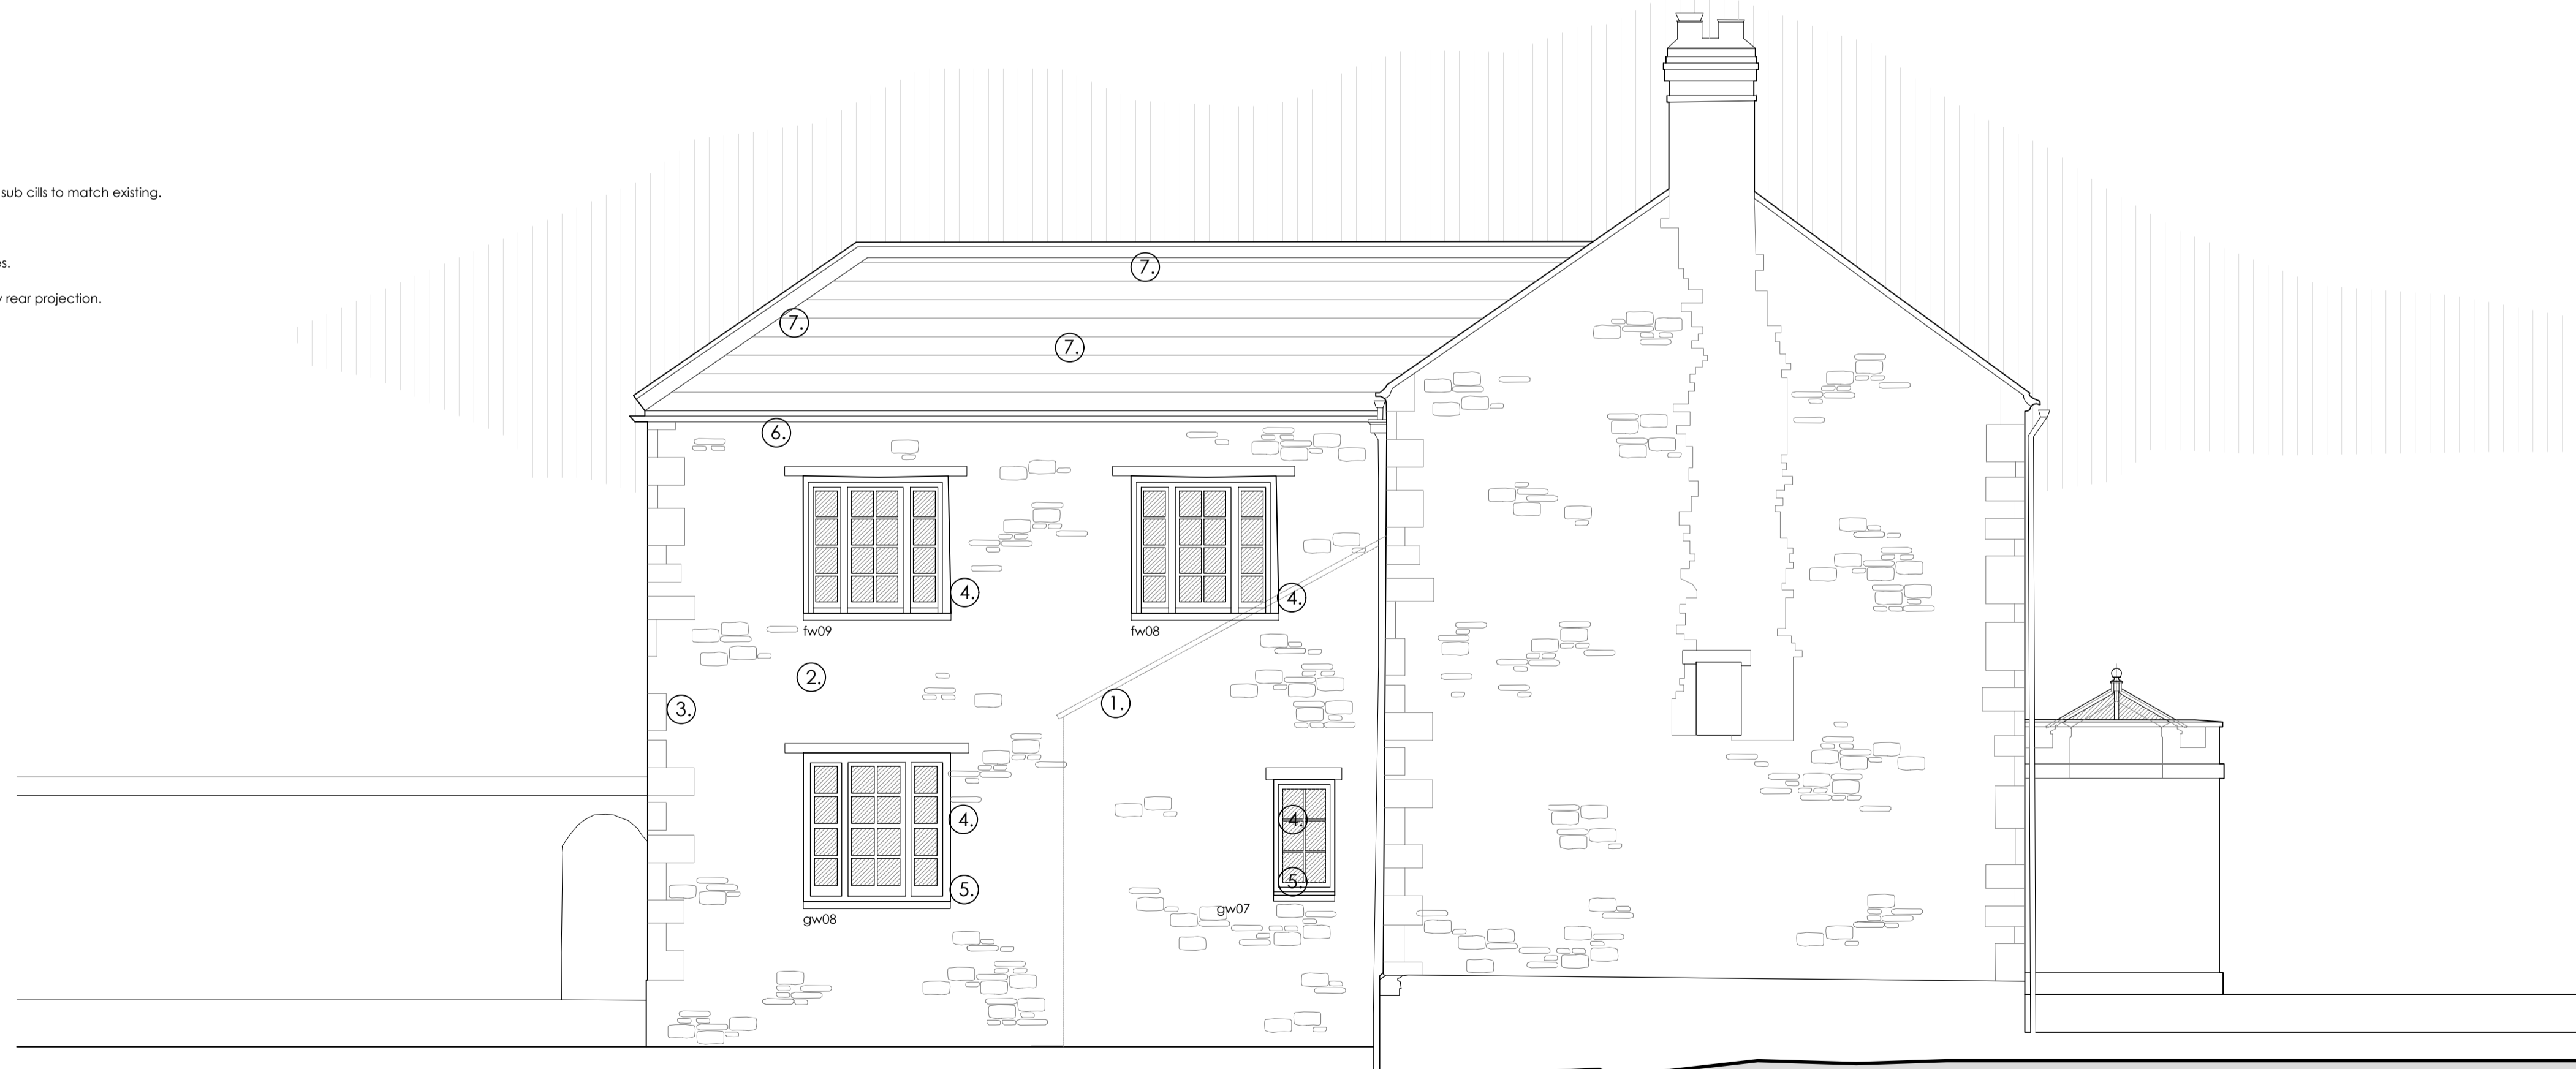 sub cills to match existing.
es.
y rear projection.
7.
7.
7.
6.
4.
4.
fw09
fw08
2.
1.
3.
4.
4.
5.
5.
gw08
gw07